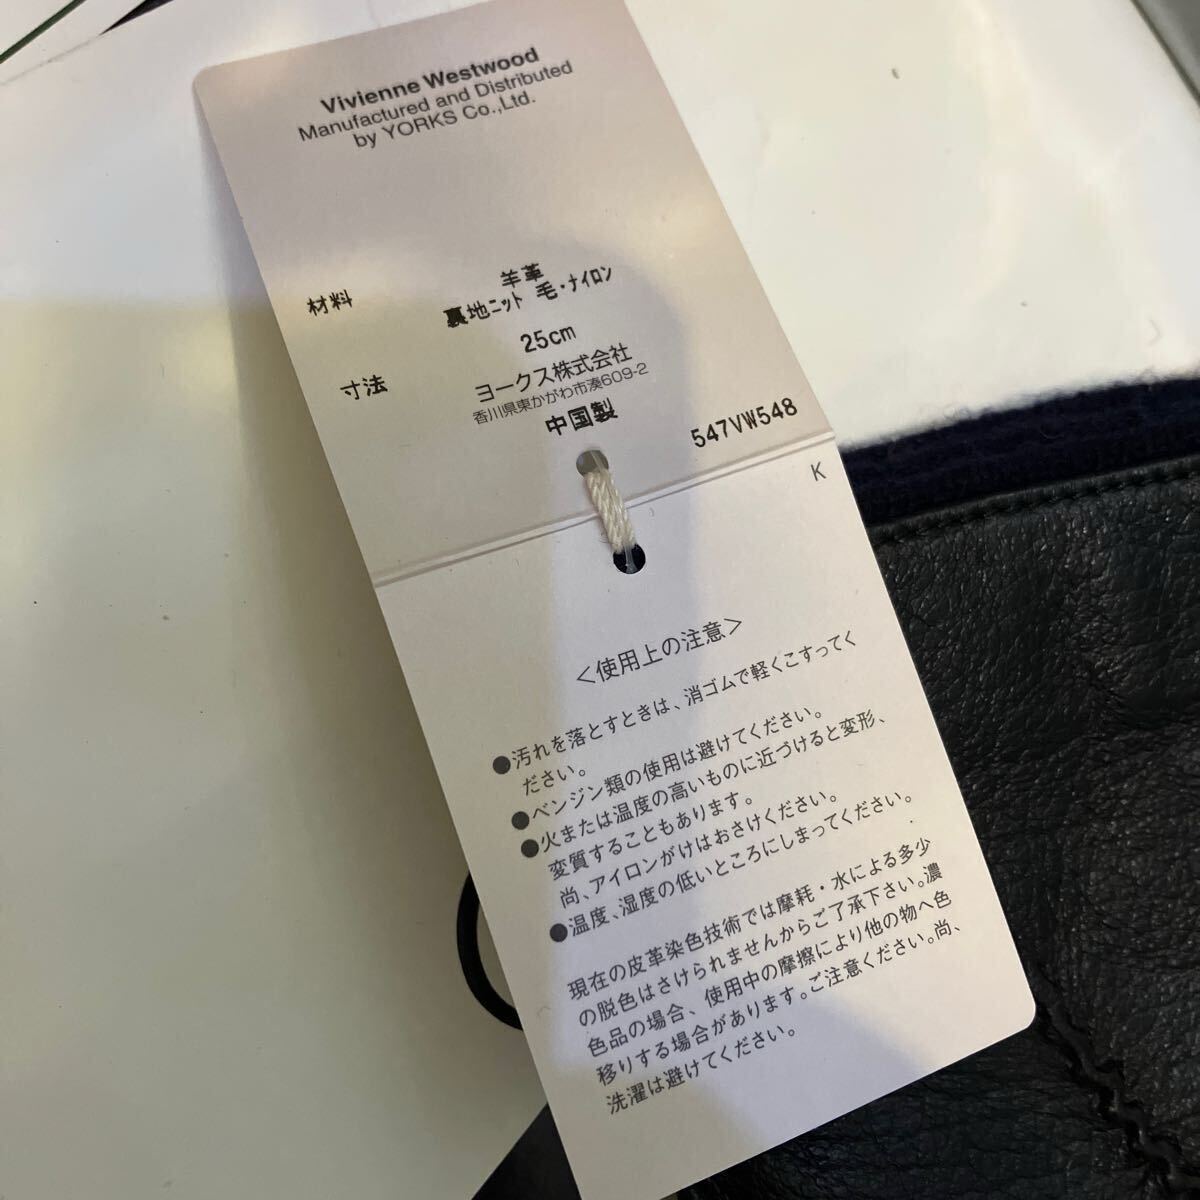 Vivienne Westwood
Manufactured and Distributed
by YORKS Co.,Ltd.
材料
羊革
裏地ニット 毛・ナイロン
寸法
25cm
ヨークス株式会社
香川県東かがわ市湊609-2
中国製
547VW548
K
＜使用上の注意＞
●汚れを落とすときは、消ゴムで軽くこすってく
ださい。
●ベンジン類の使用は避けてください。
●火または温度の高いものに近づけると変形、
変質することもあります。
尚、アイロンがけはおさけください。
●温度、湿度の低いところにしまってください。
現在の皮革染色技術では摩耗・水による多少
の脱色はさけられませんからご了承下さい。濃
色品の場合、使用中の摩擦により他の物へ色
移りする場合があります。ご注意ください。尚、
洗濯は避けてください。